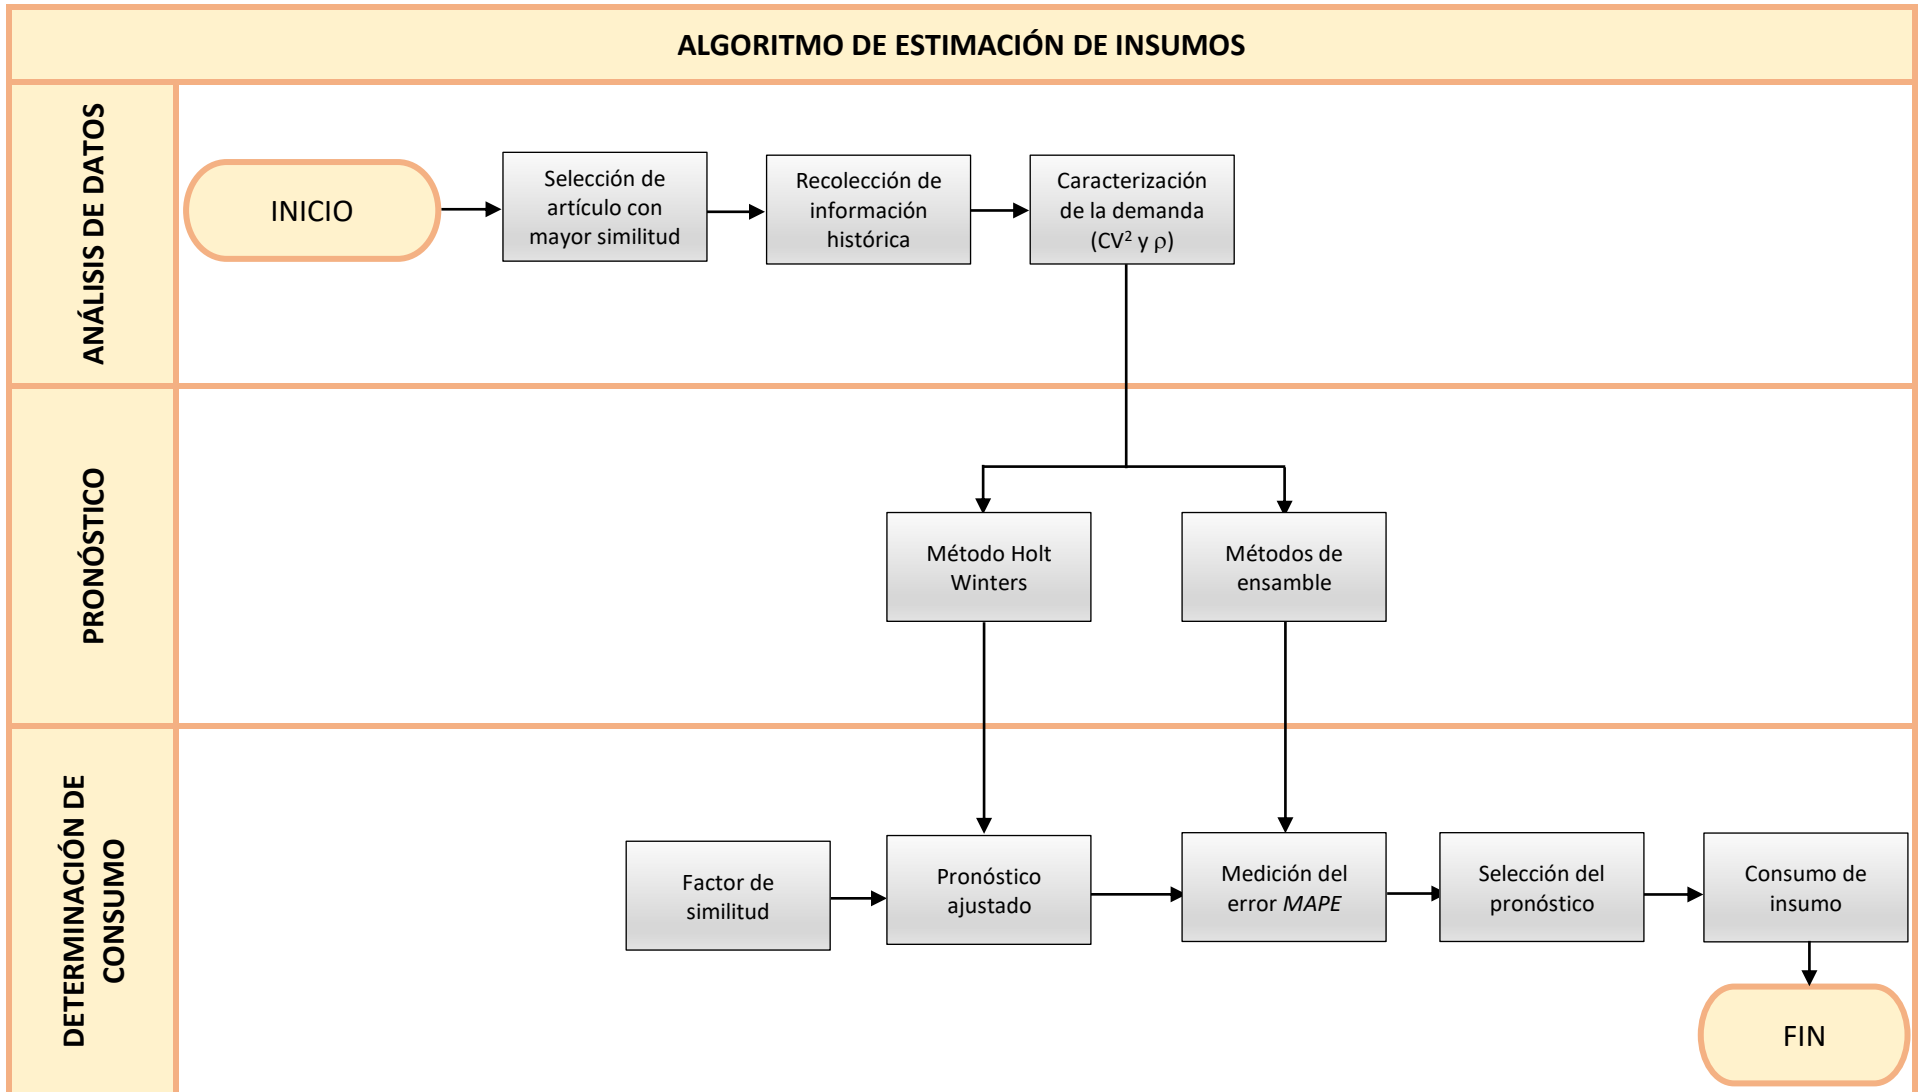 ALGORITMO DE ESTIMACIÓN DE INSUMOS
ANÁLISIS DE DATOS
INICIO
Selección de
artículo con
mayor similitud
Recolección de
información
histórica
Caracterización
de la demanda
(CV² y ρ)
PRONÓSTICO
Método Holt
Winters
Métodos de
ensamble
DETERMINACIÓN DE
CONSUMO
Factor de
similitud
Pronóstico
ajustado
Medición del
error MAPE
Selección del
pronóstico
Consumo de
insumo
FIN